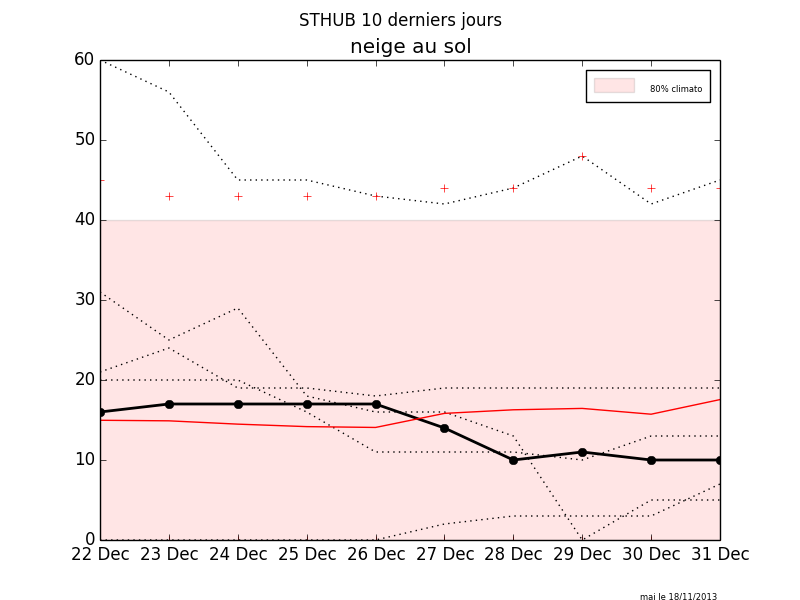 STHUB 10 derniers jours
neige au sol
80% climato
60
50
40
30
20
10
0
22 Dec 23 Dec 24 Dec 25 Dec 26 Dec 27 Dec 28 Dec 29 Dec 30 Dec 31 Dec
mai le 18/11/2013